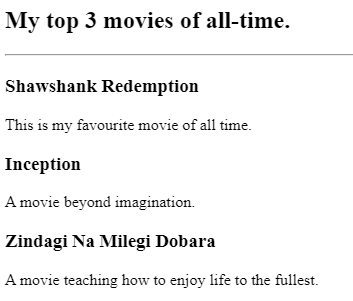 My top 3 movies of all-time.
Shawshank Redemption
This is my favourite movie of all time.
Inception
A movie beyond imagination.
Zindagi Na Milegi Dobara
A movie teaching how to enjoy life to the fullest.